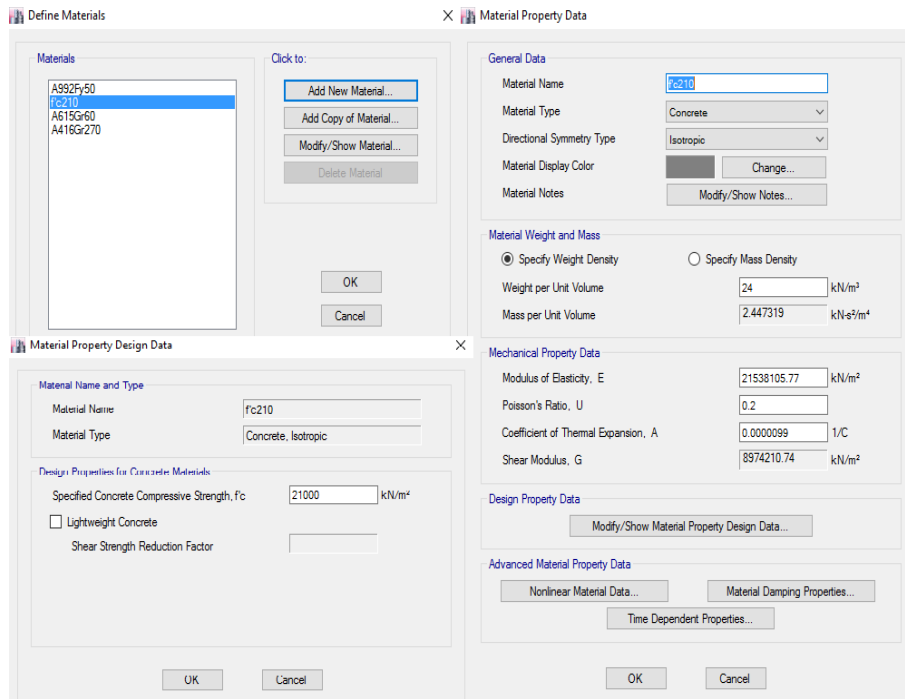 Define Materials
Materials
A992Fy50
f'c210
A615Gr60
A416Gr270
Click to:
Add New Material...
Add Copy of Material...
Modify/Show Material...
Delete Material
OK
Cancel
Material Property Design Data
Material Name and Type
Material Name f'c210
Material Type Concrete, Isotropic
Design Properties for Concrete Materials
Specified Concrete Compressive Strength, f'c 21000 kN/m²
Lightweight Concrete
Shear Strength Reduction Factor
OK Cancel
Material Property Data
General Data
Material Name f'c210
Material Type Concrete
Directional Symmetry Type Isotropic
Material Display Color Change...
Material Notes Modify/Show Notes...
Material Weight and Mass
Specify Weight Density Specify Mass Density
Weight per Unit Volume 24 kN/m³
Mass per Unit Volume 2.447319 kN-s²/m⁴
Mechanical Property Data
Modulus of Elasticity, E 21538105.77 kN/m²
Poisson's Ratio, U 0.2
Coefficient of Thermal Expansion, A 0.0000099 1/C
Shear Modulus, G 8974210.74 kN/m²
Design Property Data
Modify/Show Material Property Design Data...
Advanced Material Property Data
Nonlinear Material Data... Material Damping Properties...
Time Dependent Properties...
OK Cancel